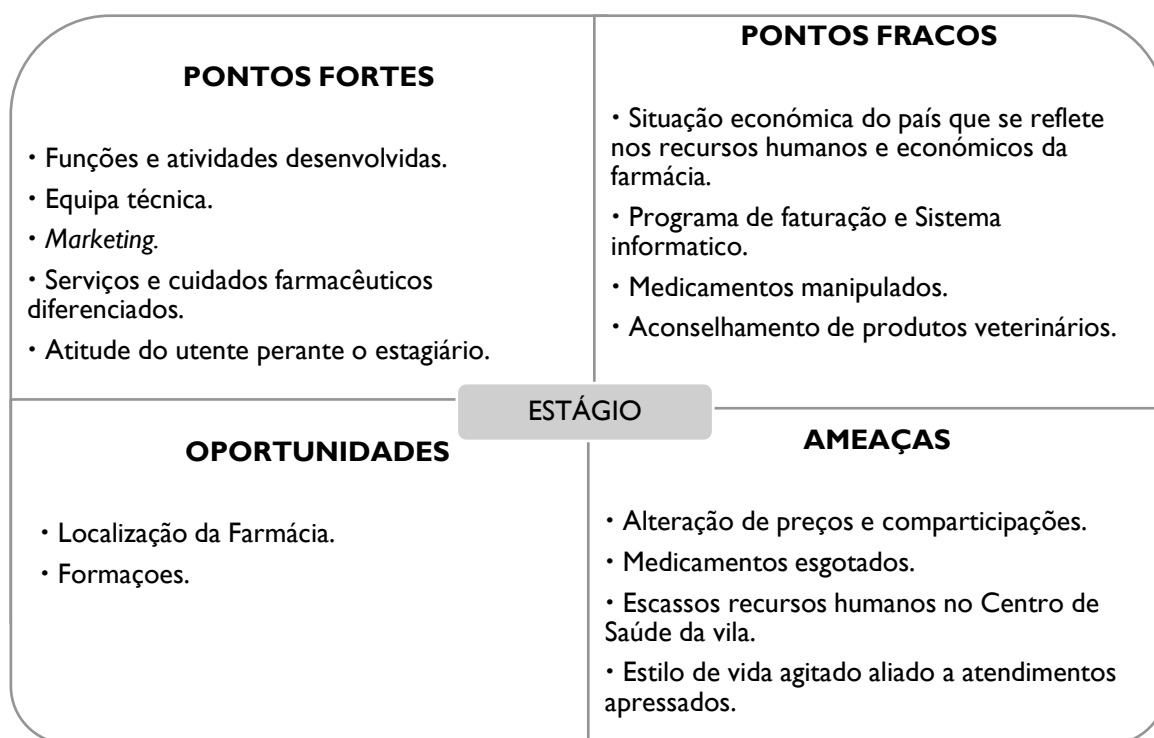 PONTOS FORTES
· Funções e atividades desenvolvidas.
· Equipa técnica.
· Marketing.
· Serviços e cuidados farmacêuticos
diferenciados.
· Atitude do utente perante o estagiário.
PONTOS FRACOS
· Situação económica do país que se reflete
nos recursos humanos e económicos da
farmácia.
· Programa de faturação e Sistema
informatico.
· Medicamentos manipulados.
· Aconselhamento de produtos veterinários.
ESTÁGIO
OPORTUNIDADES
· Localização da Farmácia.
· Formaçoes.
AMEAÇAS
· Alteração de preços e comparticipações.
· Medicamentos esgotados.
· Escassos recursos humanos no Centro de
Saúde da vila.
· Estilo de vida agitado aliado a atendimentos
apressados.